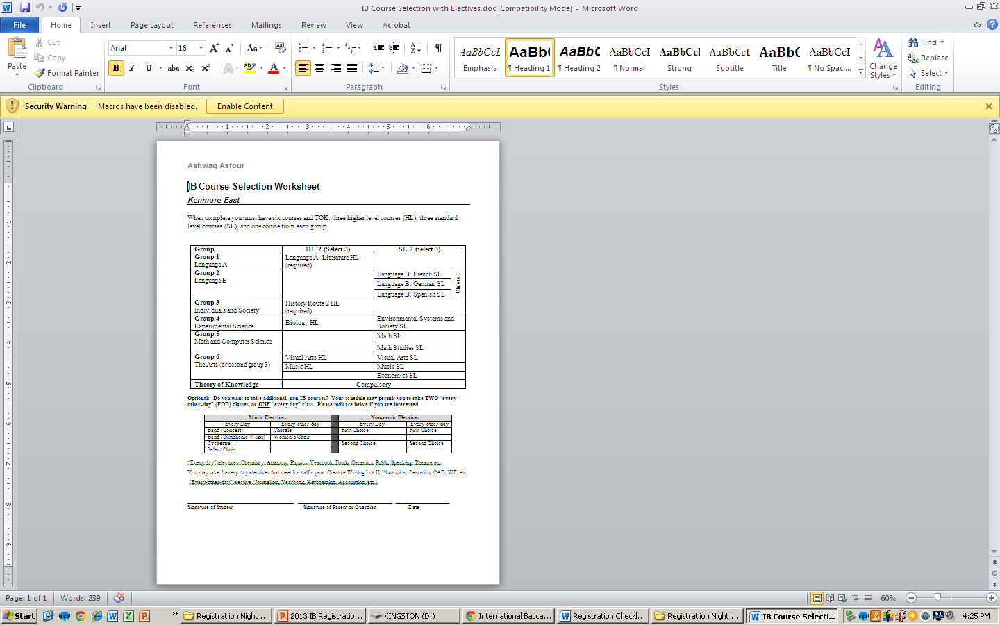 IB Course Selection with Electives.doc [Compatibility Mode] - Microsoft Word
File Home Insert Page Layout References Mailings Review View Acrobat
Paste
Cut
Copy
Format Painter
Clipboard
Arial 16
Font
Paragraph
AaBbCcI AaBb( AaBbC AaBbCcI AaBbCcI AaBbCcI AaBbC AaBbCcI
Emphasis ¶ Heading 1 ¶ Heading 2 ¶ Normal Strong Subtitle Title ¶ No Spaci...
Styles
Change Styles
Find
Replace
Select
Editing
Security Warning Macros have been disabled. Enable Content
Ashwaq Asfour
IB Course Selection Worksheet
Kenmore East
When complete you must have six courses and TOK: three higher level courses (HL), three standard
level courses (SL), and one course from each group.
Group HL 2 (Select 3) SL 2 (select 3)
Group 1
Language A
Language A: Literature HL
(required)
Group 2
Language B
Language B: French SL
Language B: German SL
Language B: Spanish SL
Choose 1
Group 3
Individuals and Society
History Route 2 HL
(required)
Group 4
Experimental Science
Biology HL
Environmental Systems and
Society SL
Group 5
Math and Computer Science
Math SL
Math Studies SL
Group 6
The Arts (or second group 3)
Visual Arts HL Visual Arts SL
Music HL Music SL
Economics SL
Theory of Knowledge Compulsory
Optional: Do you want to take additional, non-IB courses? Your schedule may permit you to take TWO "every-
other-day" (EOD) classes, or ONE "every day" class. Please indicate below if you are interested.
Music Electives Non-music Electives
Every Day Every-other-day Every Day Every-other-day
Band (Concert) Chorale First Choice First Choice
Band (Symphonic Winds) Women's Choir
Orchestra Second Choice Second Choice
Select Choir
"Every day" electives, Chemistry, Anatomy, Physics, Yearbook, Foods, Ceramics, Public Speaking, Theatre etc.
You may take 2 every day electives that meet for half a year: Creative Writing I or II, Illustration, Ceramics, CAD, WII, etc.
"Every-other-day" elective (Journalism, Yearbook, Keyboarding, Accounting, etc.)
Signature of Student Signature of Parent or Guardian Date
Page: 1 of 1 Words: 239 60%
Start Registratiion Night ... 2013 IB Registratio... KINGSTON (D:) International Bacca... Registration Checkl... Registratiion Night ... IB Course Selecti... 4:25 PM